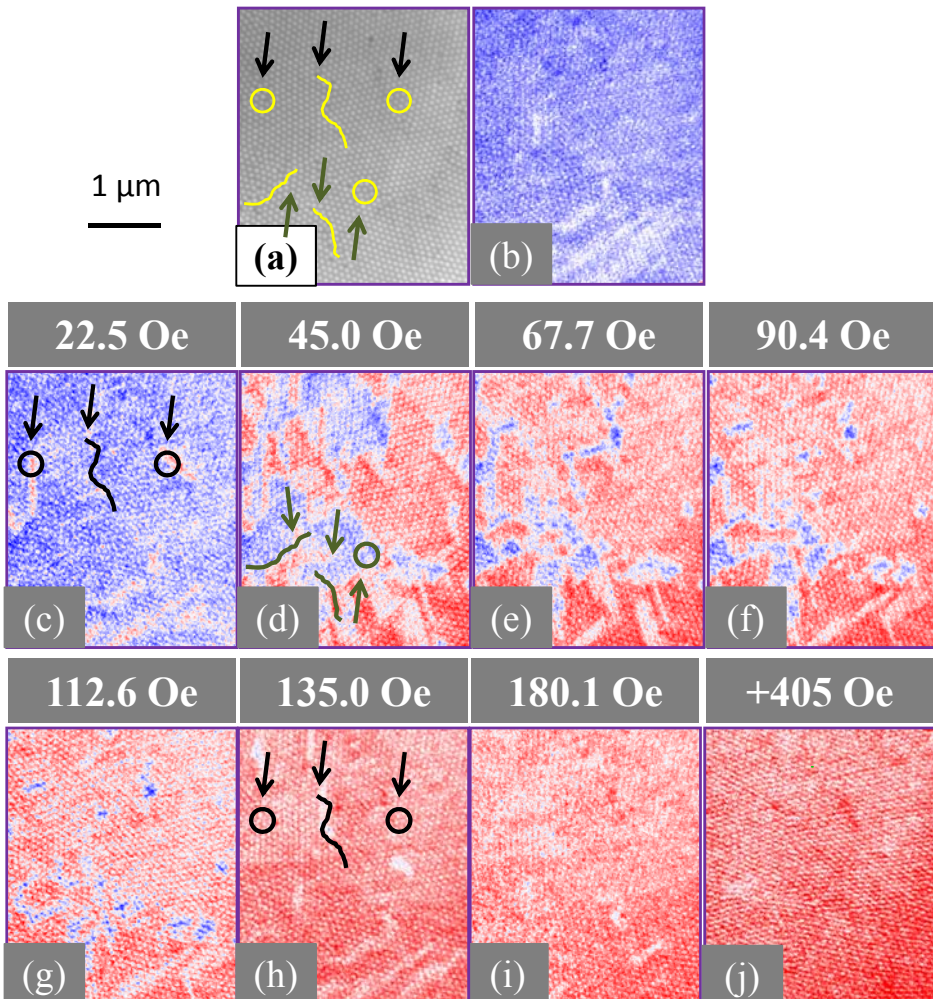 1 μm
(a)
(b)
22.5 Oe
45.0 Oe
67.7 Oe
90.4 Oe
(c)
(d)
(e)
(f)
112.6 Oe
135.0 Oe
180.1 Oe
+405 Oe
(g)
(h)
(i)
(j)